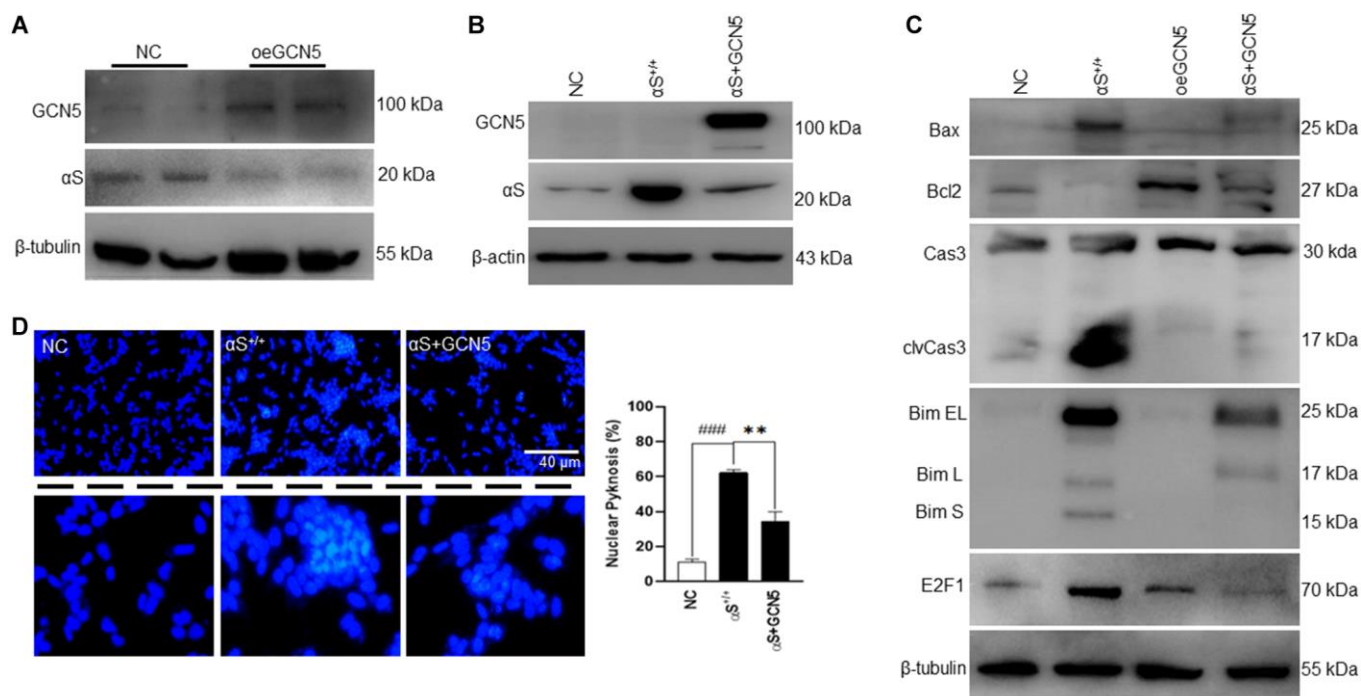 A
NC oeGCN5
GCN5 100 kDa
αS 20 kDa
β-tubulin 55 kDa
B
NC αS+/+ αS+GCN5
GCN5 100 kDa
αS 20 kDa
β-actin 43 kDa
C
NC αS+/+ oeGCN5 αS+GCN5
Bax 25 kDa
Bcl2 27 kDa
Cas3 30 kda
clvCas3 17 kDa
Bim EL 25 kDa
Bim L 17 kDa
Bim S 15 kDa
E2F1 70 kDa
β-tubulin 55 kDa
D
NC αS+/+ αS+GCN5
40 µm
Nuclear Pyknosis (%)
100
80
60
40
20
0
### **
NC αS+/+ αS+GCN5